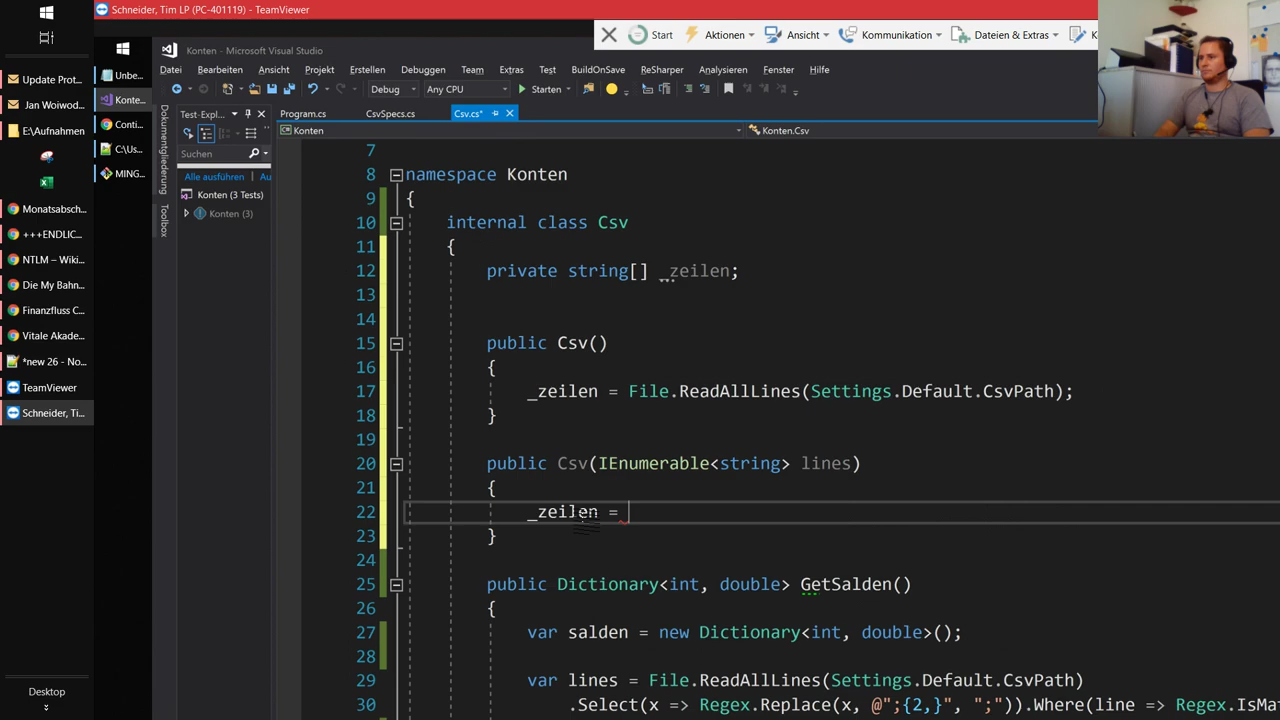 Schneider, Tim LP (PC-401119) - TeamViewer
Start
Aktionen
Ansicht
Kommunikation
Dateien & Extras
Update Prot...
Jan Woiwod...
E:\Aufnahmen
Monatsabsch...
+++ENDLIC...
NTLM – Wiki...
Die My Bahn...
Finanzfluss C...
Vitale Akade...
*new 26 - No...
TeamViewer
Schneider, Ti...
Desktop
Unbe...
Konte...
Conti...
C:\Us...
MING...
Konten - Microsoft Visual Studio
Datei Bearbeiten Ansicht Projekt Erstellen Debuggen Team Extras Test BuildOnSave ReSharper Analysieren Fenster Hilfe
Debug Any CPU Starten
Dokumentgliederung
Toolbox
Test-Expl...
Suchen
Alle ausführen Au
Konten (3 Tests)
Konten (3)
Program.cs CsvSpecs.cs Csv.cs*
Konten Konten.Csv
7
8 namespace Konten
9 {
10 internal class Csv
11 {
12 private string[] _zeilen;
13
14
15 public Csv()
16 {
17 _zeilen = File.ReadAllLines(Settings.Default.CsvPath);
18 }
19
20 public Csv(IEnumerable<string> lines)
21 {
22 _zeilen =
23 }
24
25 public Dictionary<int, double> GetSalden()
26 {
27 var salden = new Dictionary<int, double>();
28
29 var lines = File.ReadAllLines(Settings.Default.CsvPath)
30 .Select(x => Regex.Replace(x, @";{2,}", ";")).Where(line => Regex.IsMa